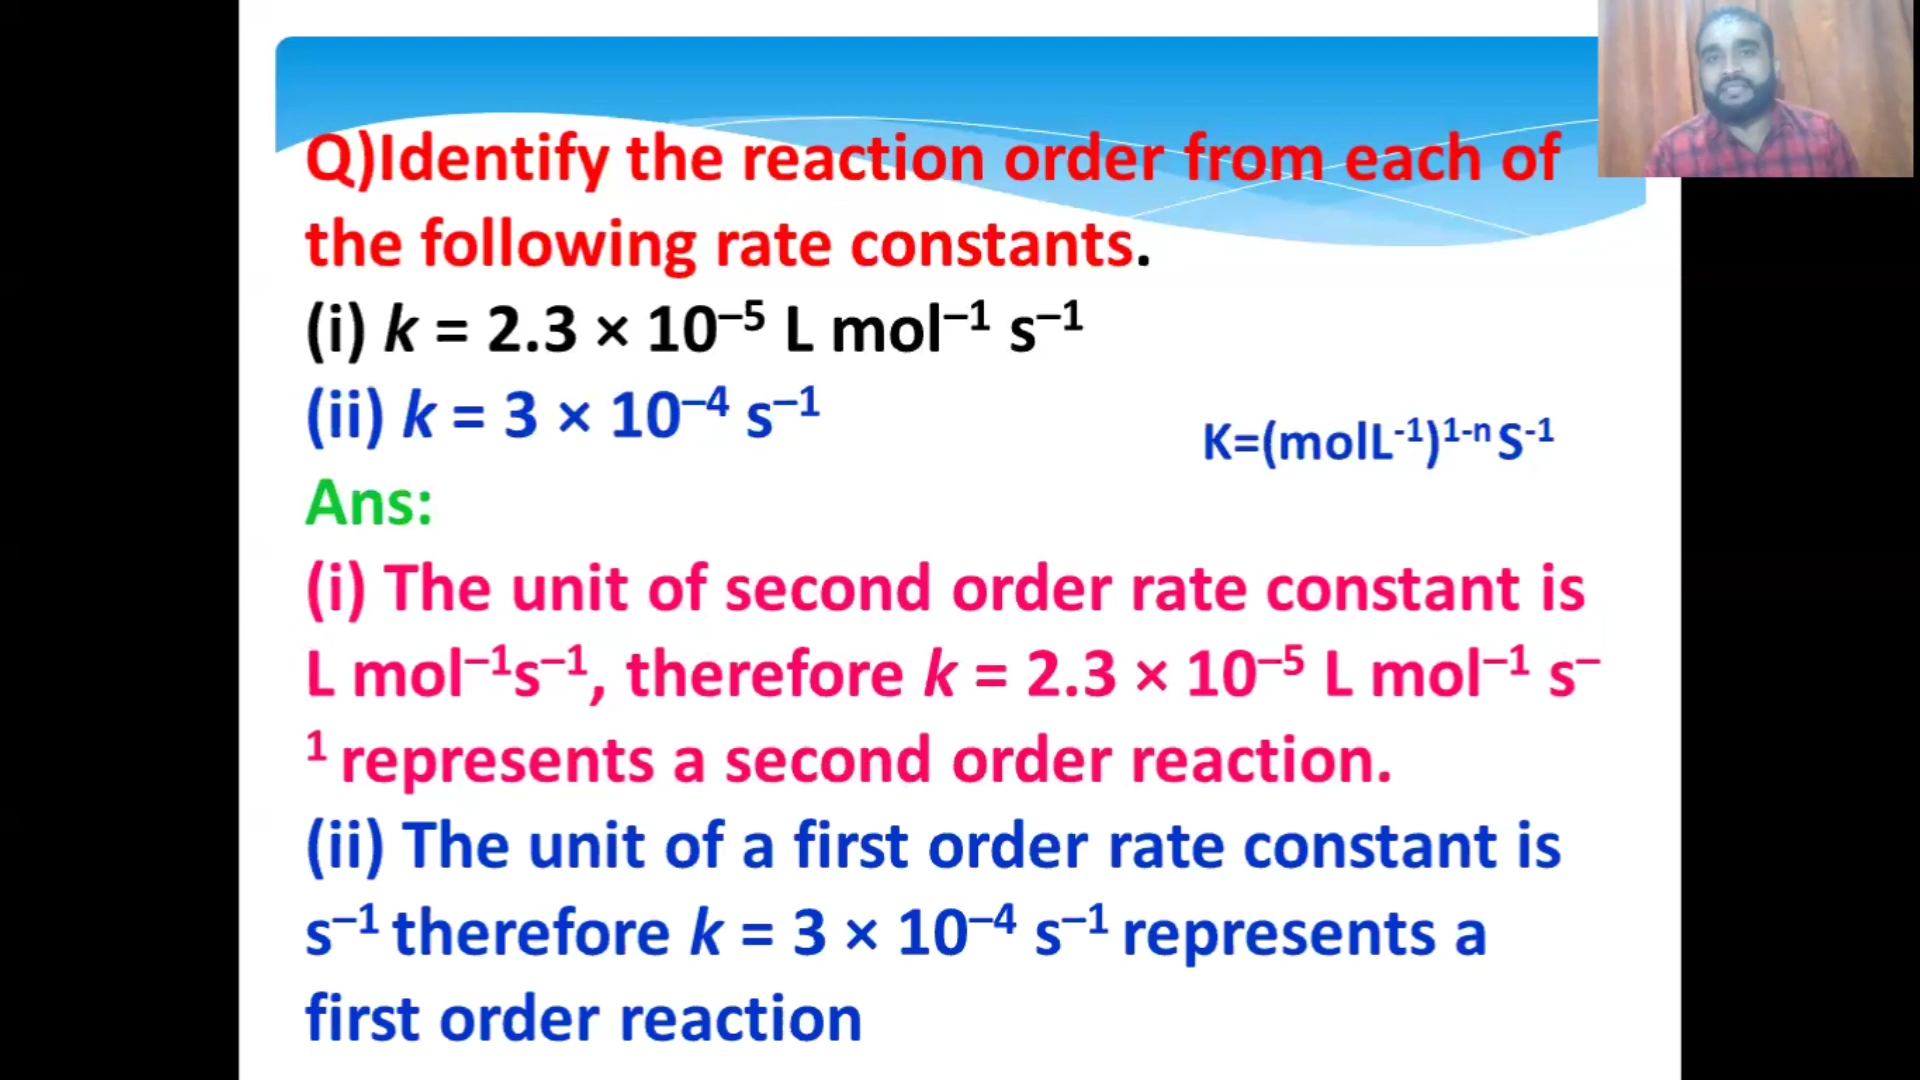 Q)Identify the reaction order from each of
the following rate constants.
(i) k = 2.3 × 10⁻⁵ L mol⁻¹ s⁻¹
(ii) k = 3 × 10⁻⁴ s⁻¹
K=(molL⁻¹)¹⁻ⁿ S⁻¹
Ans:
(i) The unit of second order rate constant is
L mol⁻¹s⁻¹, therefore k = 2.3 × 10⁻⁵ L mol⁻¹ s⁻
¹ represents a second order reaction.
(ii) The unit of a first order rate constant is
s⁻¹ therefore k = 3 × 10⁻⁴ s⁻¹ represents a
first order reaction